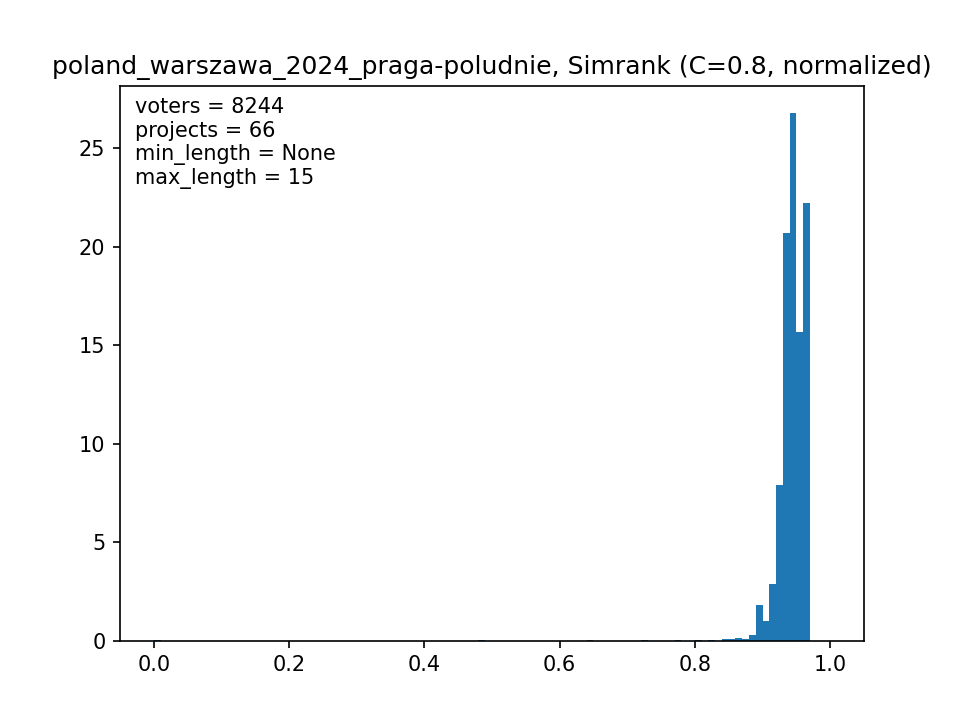 poland_warszawa_2024_praga-poludnie, Simrank (C=0.8, normalized)
voters = 8244
projects = 66
min_length = None
max_length = 15
25
20
15
10
5
0
0.0 0.2 0.4 0.6 0.8 1.0